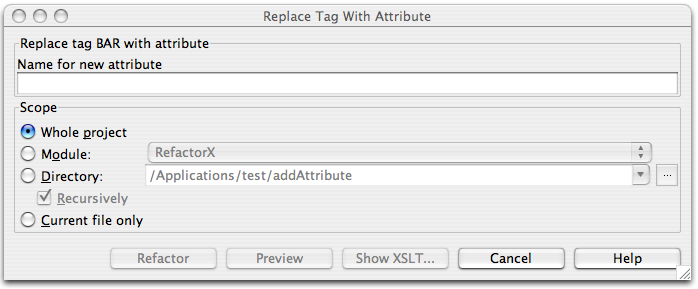 Replace Tag With Attribute
Replace tag BAR with attribute
Name for new attribute
Scope
Whole project
Module: RefactorX
Directory: /Applications/test/addAttribute ...
Recursively
Current file only
Refactor Preview Show XSLT... Cancel Help